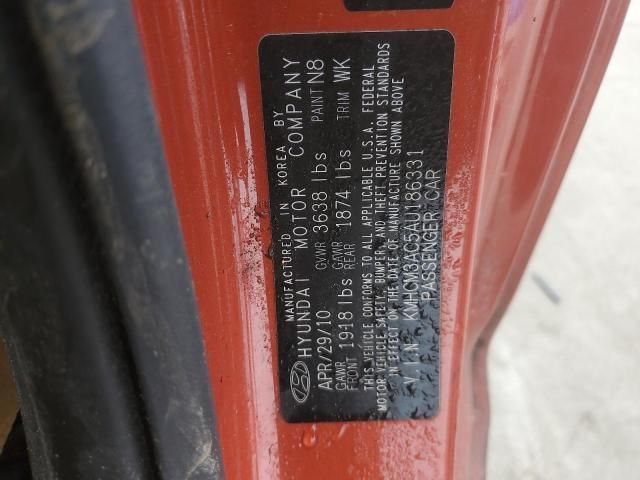 MANUFACTURED IN KOREA BY
HYUNDAI MOTOR COMPANY
APR/29/10 GVWR 3638 lbs PAINT N8
GAWR FRONT 1918 lbs GAWR REAR 1874 lbs TRIM WK
THIS VEHICLE CONFORMS TO ALL APPLICABLE U.S.A. FEDERAL
MOTOR VEHICLE SAFETY, BUMPER, AND THEFT PREVENTION STANDARDS
IN EFFECT ON THE DATE OF MANUFACTURE SHOWN ABOVE
V.I.N: KMHCM3AC5AU186331
PASSENGER CAR